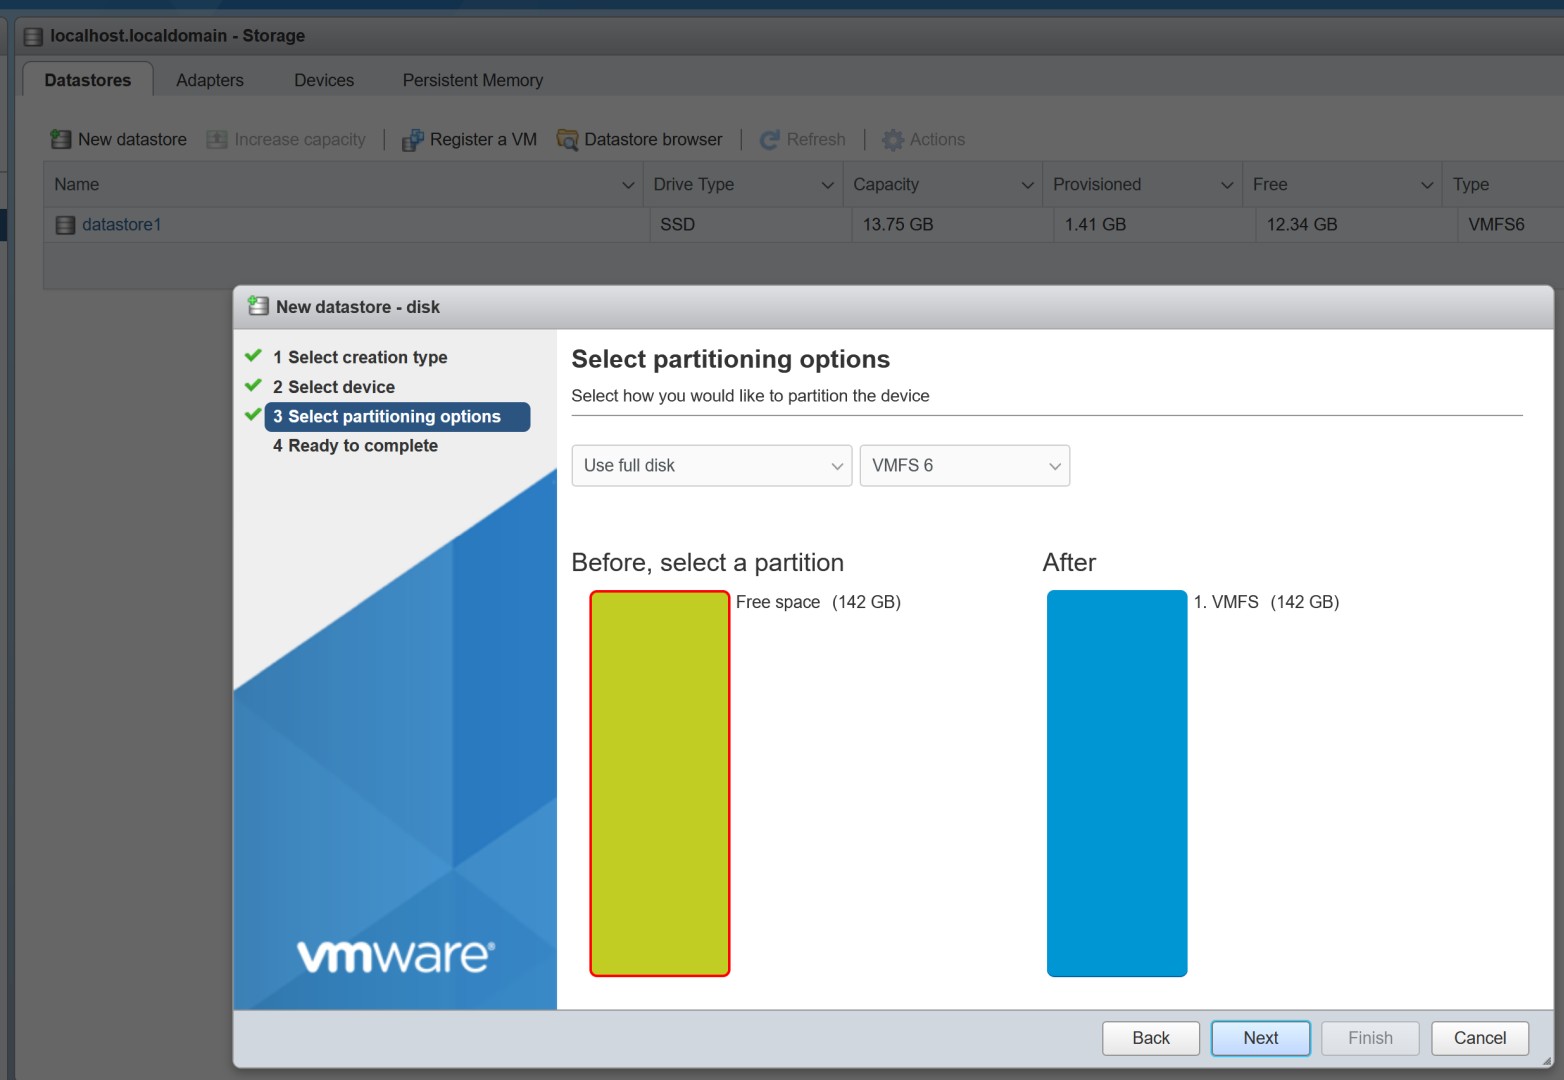 localhost.localdomain - Storage
Datastores Adapters Devices Persistent Memory
New datastore Increase capacity Register a VM Datastore browser Refresh Actions
Name Drive Type Capacity Provisioned Free Type
datastore1 SSD 13.75 GB 1.41 GB 12.34 GB VMFS6
New datastore - disk
1 Select creation type
2 Select device
3 Select partitioning options
4 Ready to complete
Select partitioning options
Select how you would like to partition the device
Use full disk VMFS 6
Before, select a partition After
Free space (142 GB) 1. VMFS (142 GB)
vmware®
Back Next Finish Cancel